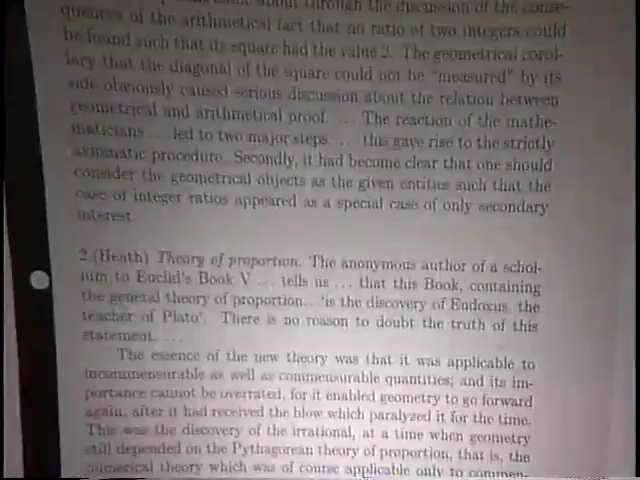 about through the discussion of the conse-
quences of the arithmetical fact that no ratio of two integers could
be found such that its square had the value 2. The geometrical corol-
lary that the diagonal of the square could not be "measured" by its
side obviously caused serious discussion about the relation between
geometrical and arithmetical proof. ... The reaction of the mathe-
maticians ... led to two major steps. ... this gave rise to the strictly
axiomatic procedure. Secondly, it had become clear that one should
consider the geometrical objects as the given entities such that the
case of integer ratios appeared as a special case of only secondary
interest.
2.(Heath) Theory of proportion. The anonymous author of a schol-
ium to Euclid's Book V ... tells us ... that this Book, containing
the general theory of proportion... 'is the discovery of Eudoxus, the
teacher of Plato'. There is no reason to doubt the truth of this
statement. ...
The essence of the new theory was that it was applicable to
incommensurable as well as commensurable quantities; and its im-
portance cannot be overrated, for it enabled geometry to go forward
again, after it had received the blow which paralyzed it for the time.
This was the discovery of the irrational, at a time when geometry
still depended on the Pythagorean theory of proportion, that is, the
numerical theory which was of course applicable only to commen-